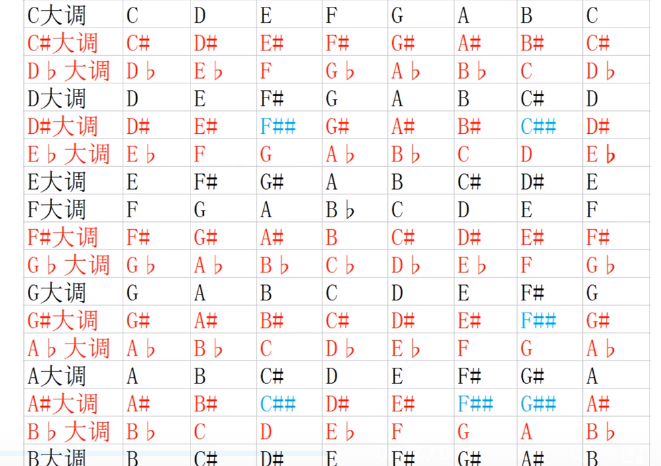 C大调 C D E F G A B C
C#大调 C# D# E# F# G# A# B# C#
D♭大调 D♭ E♭ F G♭ A♭ B♭ C D♭
D大调 D E F# G A B C# D
D#大调 D# E# F## G# A# B# C## D#
E♭大调 E♭ F G A♭ B♭ C D E♭
E大调 E F# G# A B C# D# E
F大调 F G A B♭ C D E F
F#大调 F# G# A# B C# D# E# F#
G♭大调 G♭ A♭ B♭ C♭ D♭ E♭ F G♭
G大调 G A B C D E F# G
G#大调 G# A# B# C# D# E# F## G#
A♭大调 A♭ B♭ C D♭ E♭ F G A♭
A大调 A B C# D E F# G# A
A#大调 A# B# C## D# E# F## G## A#
B♭大调 B♭ C D E♭ F G A B♭
B大调 B C# D# E F# G# A# B